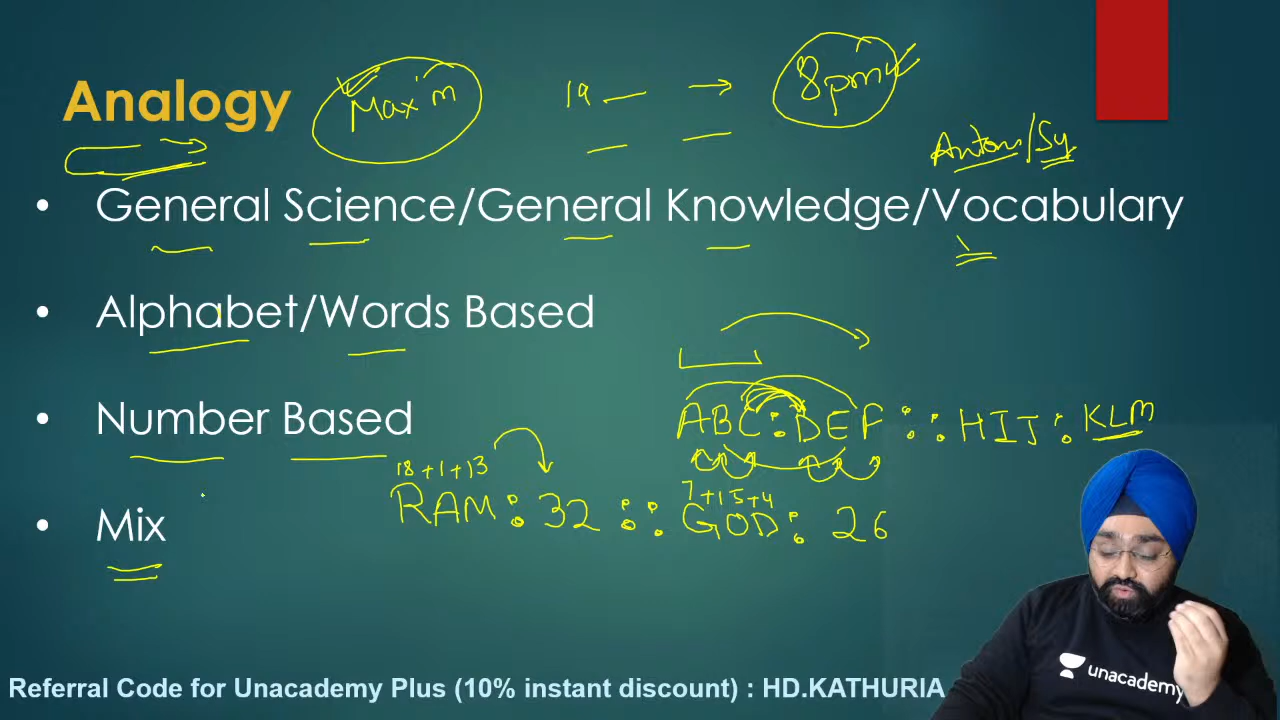 Analogy
Max'm 19 → 8pm
Antom/Sy
• General Science/General Knowledge/Vocabulary
• Alphabet/Words Based
• Number Based
ABC : DEF :: HIJ : KLM
18+1+13 7+15+4
RAM : 32 :: GOD : 26
• Mix
unacademy
Referral Code for Unacademy Plus (10% instant discount) : HD.KATHURIA